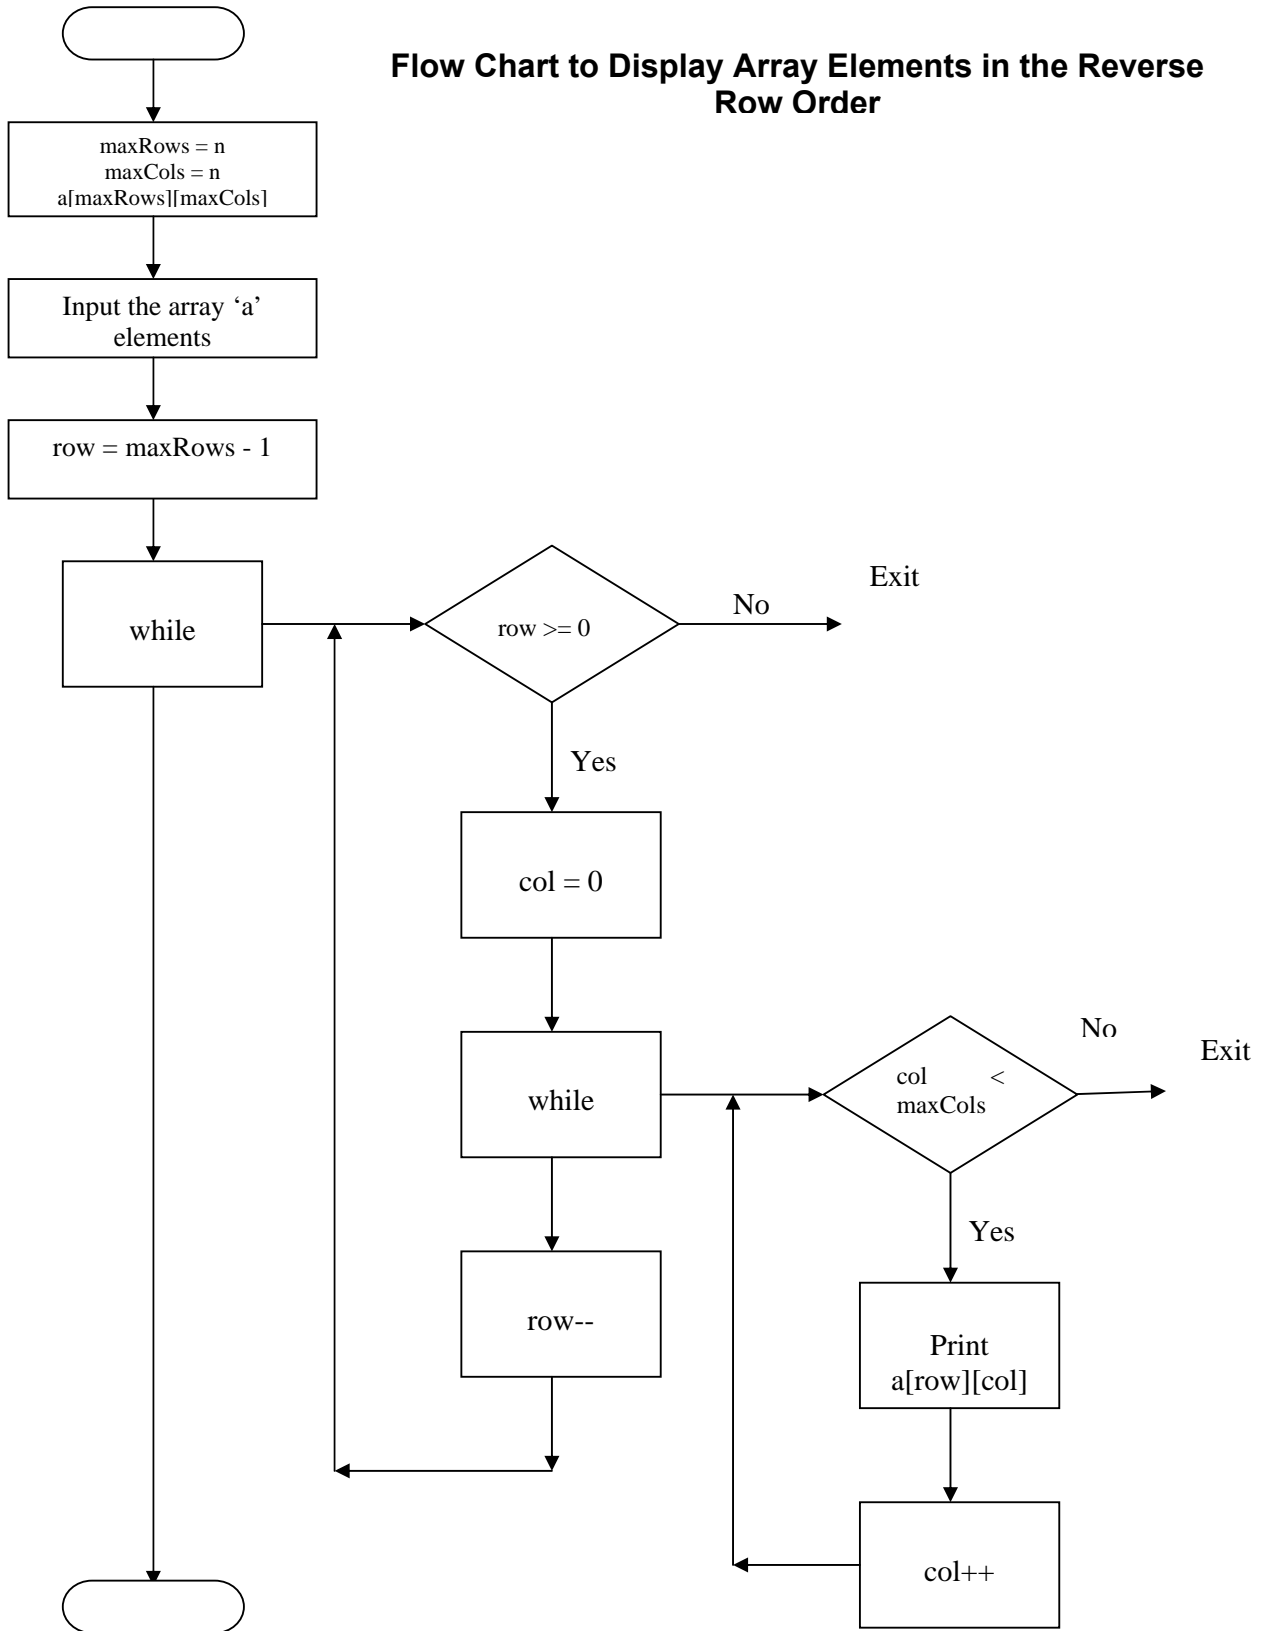 Flow Chart to Display Array Elements in the Reverse
Row Order
maxRows = n
maxCols = n
a[maxRows][maxCols]
Input the array ‘a’
elements
row = maxRows - 1
while
row >= 0
No
Exit
Yes
col = 0
while
col <
maxCols
No
Exit
Yes
row--
Print
a[row][col]
col++